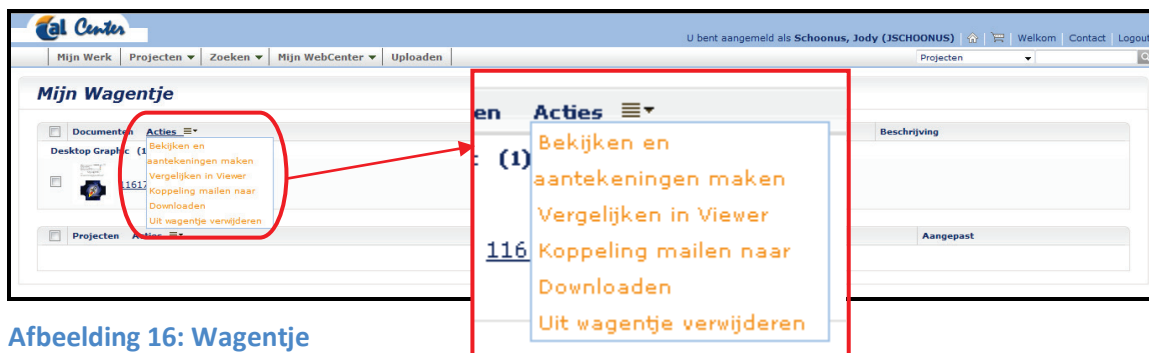 al Center
U bent aangemeld als Schoonus, Jody (JSCHOONUS) | Welkom | Contact | Logout
Mijn Werk | Projecten | Zoeken | Mijn WebCenter | Uploaden
Projecten
Mijn Wagentje
Documenten Acties
Beschrijving
Desktop Graphic (1
Bekijken en
aantekeningen maken
Vergelijken in Viewer
11617
Koppeling mailen naar
Downloaden
Uit wagentje verwijderen
Projecten Acties
Aangepast
en Acties
(1)
Bekijken en
aantekeningen maken
Vergelijken in Viewer
116
Koppeling mailen naar
Downloaden
Uit wagentje verwijderen
Afbeelding 16: Wagentje